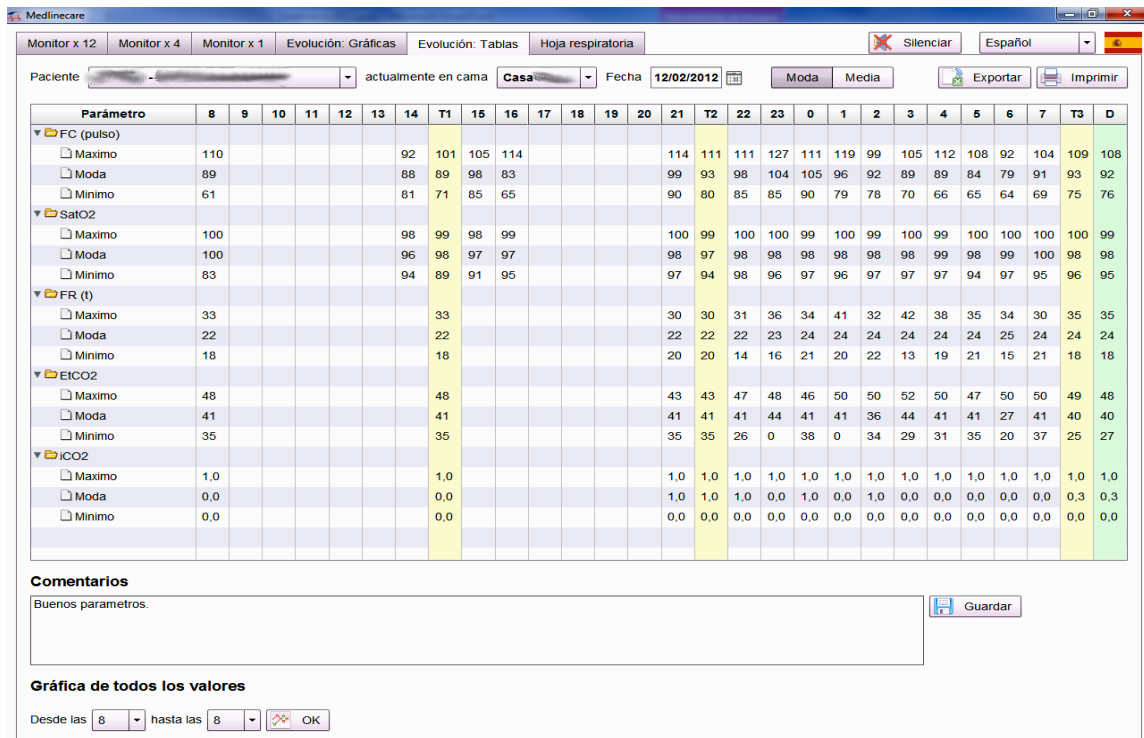 Medlinecare
Monitor x 12 Monitor x 4 Monitor x 1 Evolución: Gráficas Evolución: Tablas Hoja respiratoria Silenciar Español
Paciente - actualmente en cama Casa Fecha 12/02/2012 Moda Media Exportar Imprimir
Parámetro 8 9 10 11 12 13 14 T1 15 16 17 18 19 20 21 T2 22 23 0 1 2 3 4 5 6 7 T3 D
FC (pulso)
Maximo 110 92 101 105 114 114 111 111 127 111 119 99 105 112 108 92 104 109 108
Moda 89 88 89 98 83 99 93 98 104 105 96 92 89 89 84 79 91 93 92
Minimo 61 81 71 85 65 90 80 85 85 90 79 78 70 66 65 64 69 75 76
SatO2
Maximo 100 98 99 98 99 100 99 100 100 99 100 99 100 99 100 100 100 100 99
Moda 100 96 98 97 97 98 97 98 98 98 98 98 98 99 98 99 100 98 98
Minimo 83 94 89 91 95 97 94 98 96 97 96 97 97 97 94 97 95 96 95
FR (t)
Maximo 33 33 30 30 31 36 34 41 32 42 38 35 34 30 35 35
Moda 22 22 22 22 22 23 24 24 24 24 24 24 25 24 24 24
Minimo 18 18 20 20 14 16 21 20 22 13 19 21 15 21 18 18
EtCO2
Maximo 48 48 43 43 47 48 46 50 50 52 50 47 50 50 49 48
Moda 41 41 41 41 41 44 41 41 36 44 41 41 27 41 40 40
Minimo 35 35 35 35 26 0 38 0 34 29 31 35 20 37 25 27
iCO2
Maximo 1,0 1,0 1,0 1,0 1,0 1,0 1,0 1,0 1,0 1,0 1,0 1,0 1,0 1,0 1,0 1,0
Moda 0,0 0,0 1,0 1,0 1,0 0,0 1,0 0,0 1,0 0,0 0,0 0,0 0,0 0,0 0,3 0,3
Minimo 0,0 0,0 0,0 0,0 0,0 0,0 0,0 0,0 0,0 0,0 0,0 0,0 0,0 0,0 0,0 0,0
Comentarios
Buenos parametros.
Guardar
Gráfica de todos los valores
Desde las 8 hasta las 8 OK